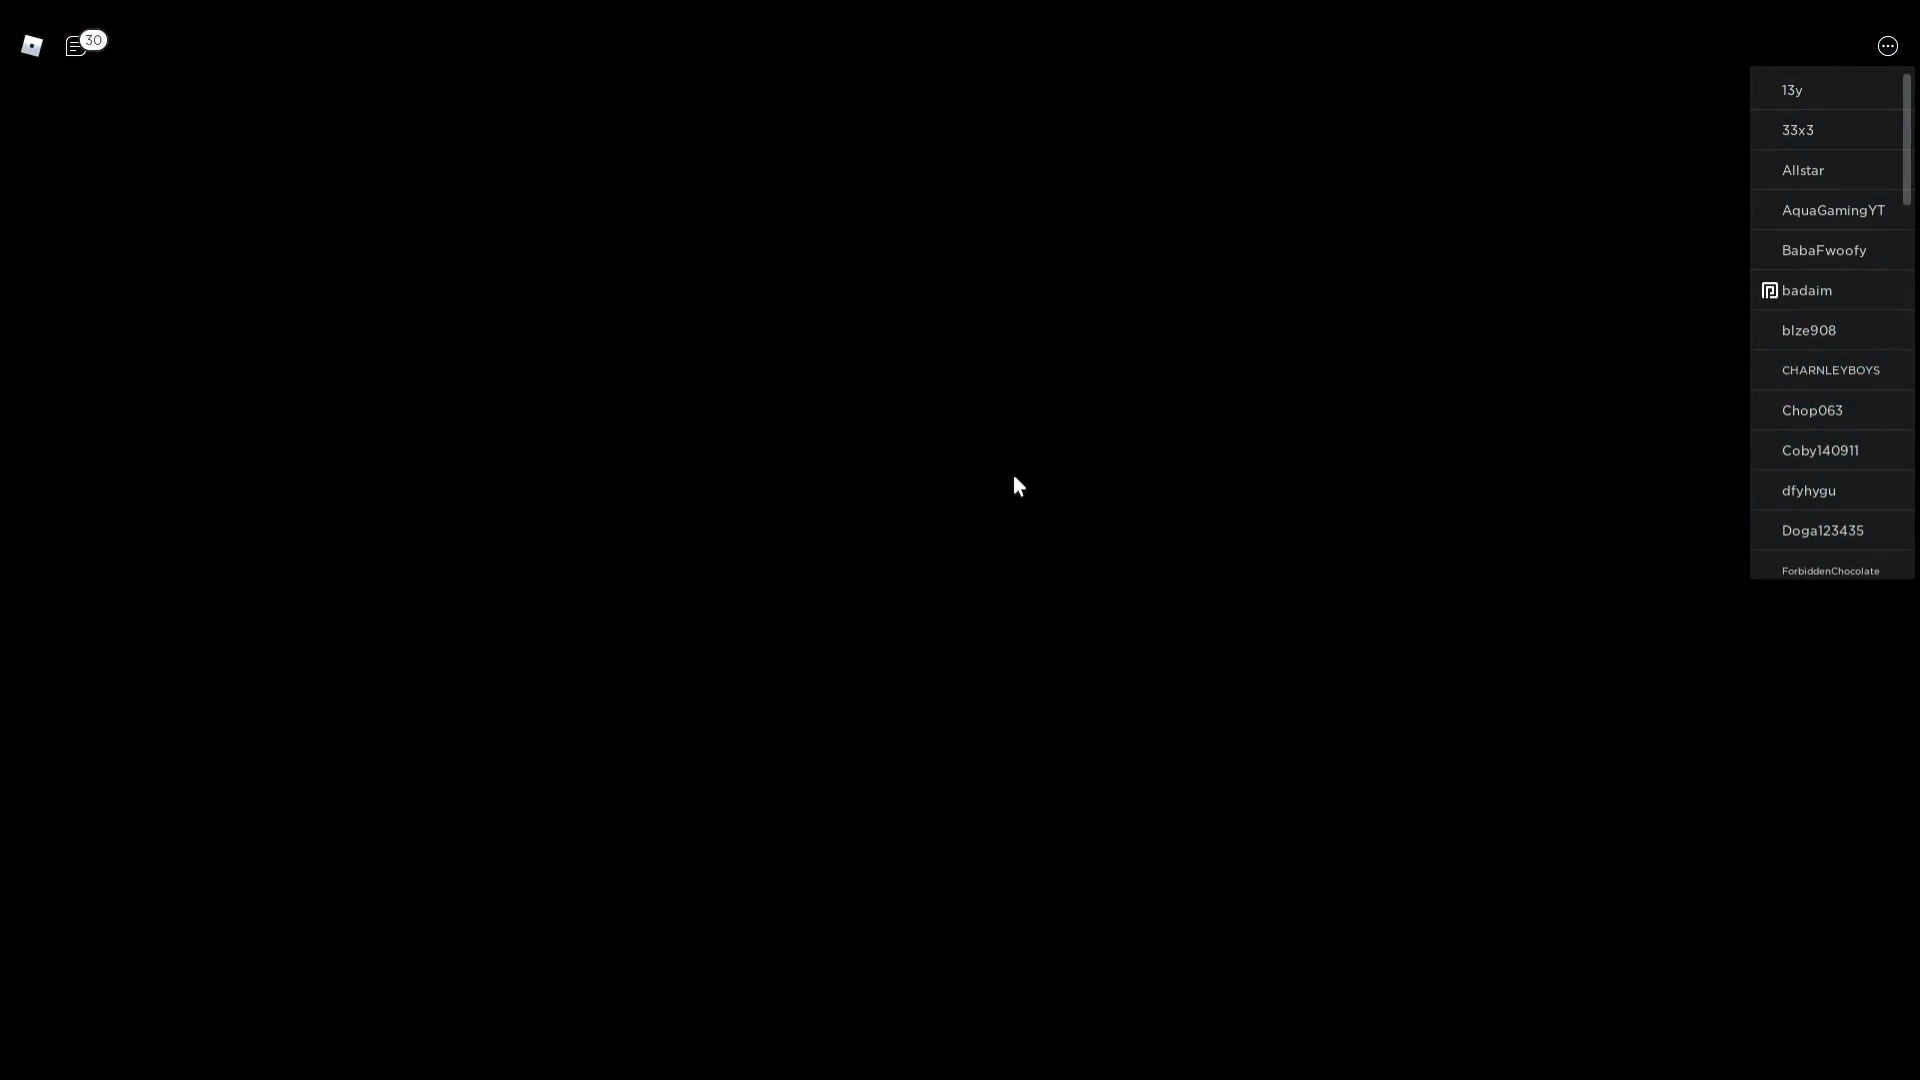 30
13y
33x3
Allstar
AquaGamingYT
BabaFwoofy
badaim
blze908
CHARNLEYBOYS
Chop063
Coby140911
dfyhygu
Doga123435
ForbiddenChocolate